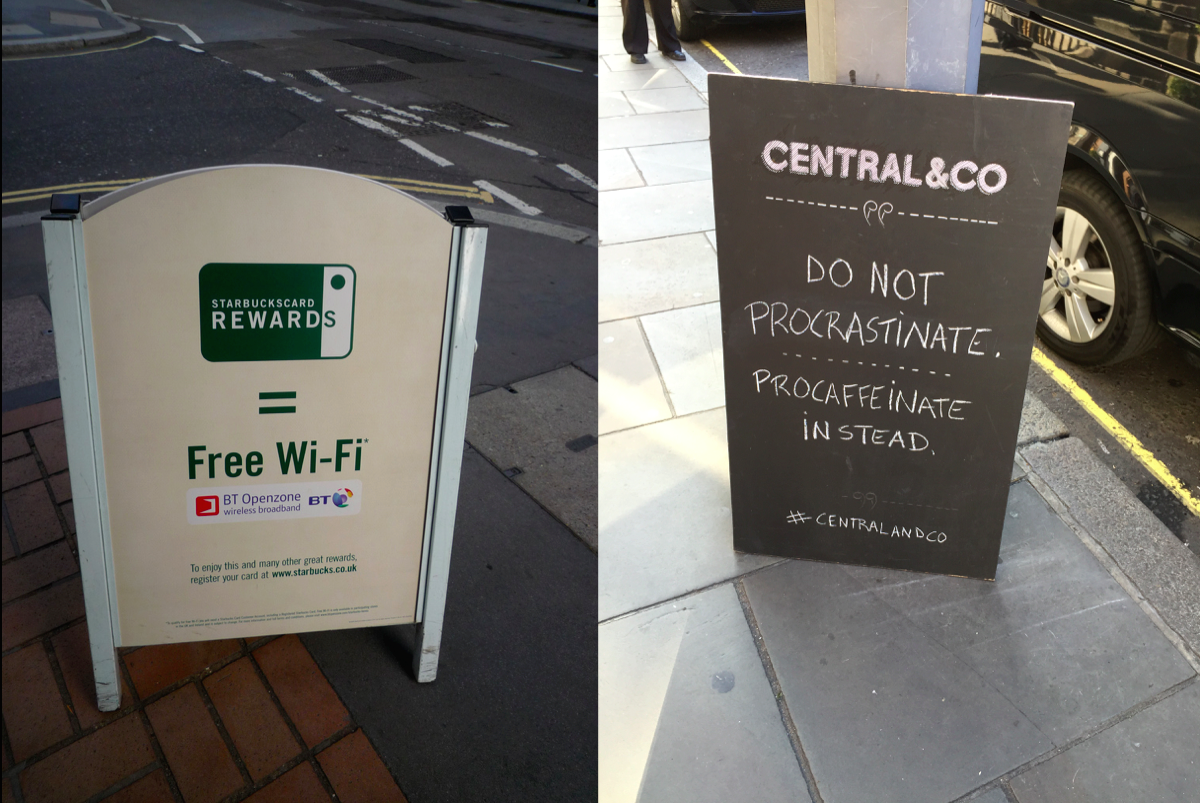 STARBUCKSCARD
REWARDS
=
Free Wi-Fi*
BT Openzone
wireless broadband
BT
To enjoy this and many other great rewards,
register your card at www.starbucks.co.uk
CENTRAL&CO
DO NOT
PROCRASTINATE.
PROCAFFEINATE
INSTEAD.
#CENTRALANDCO